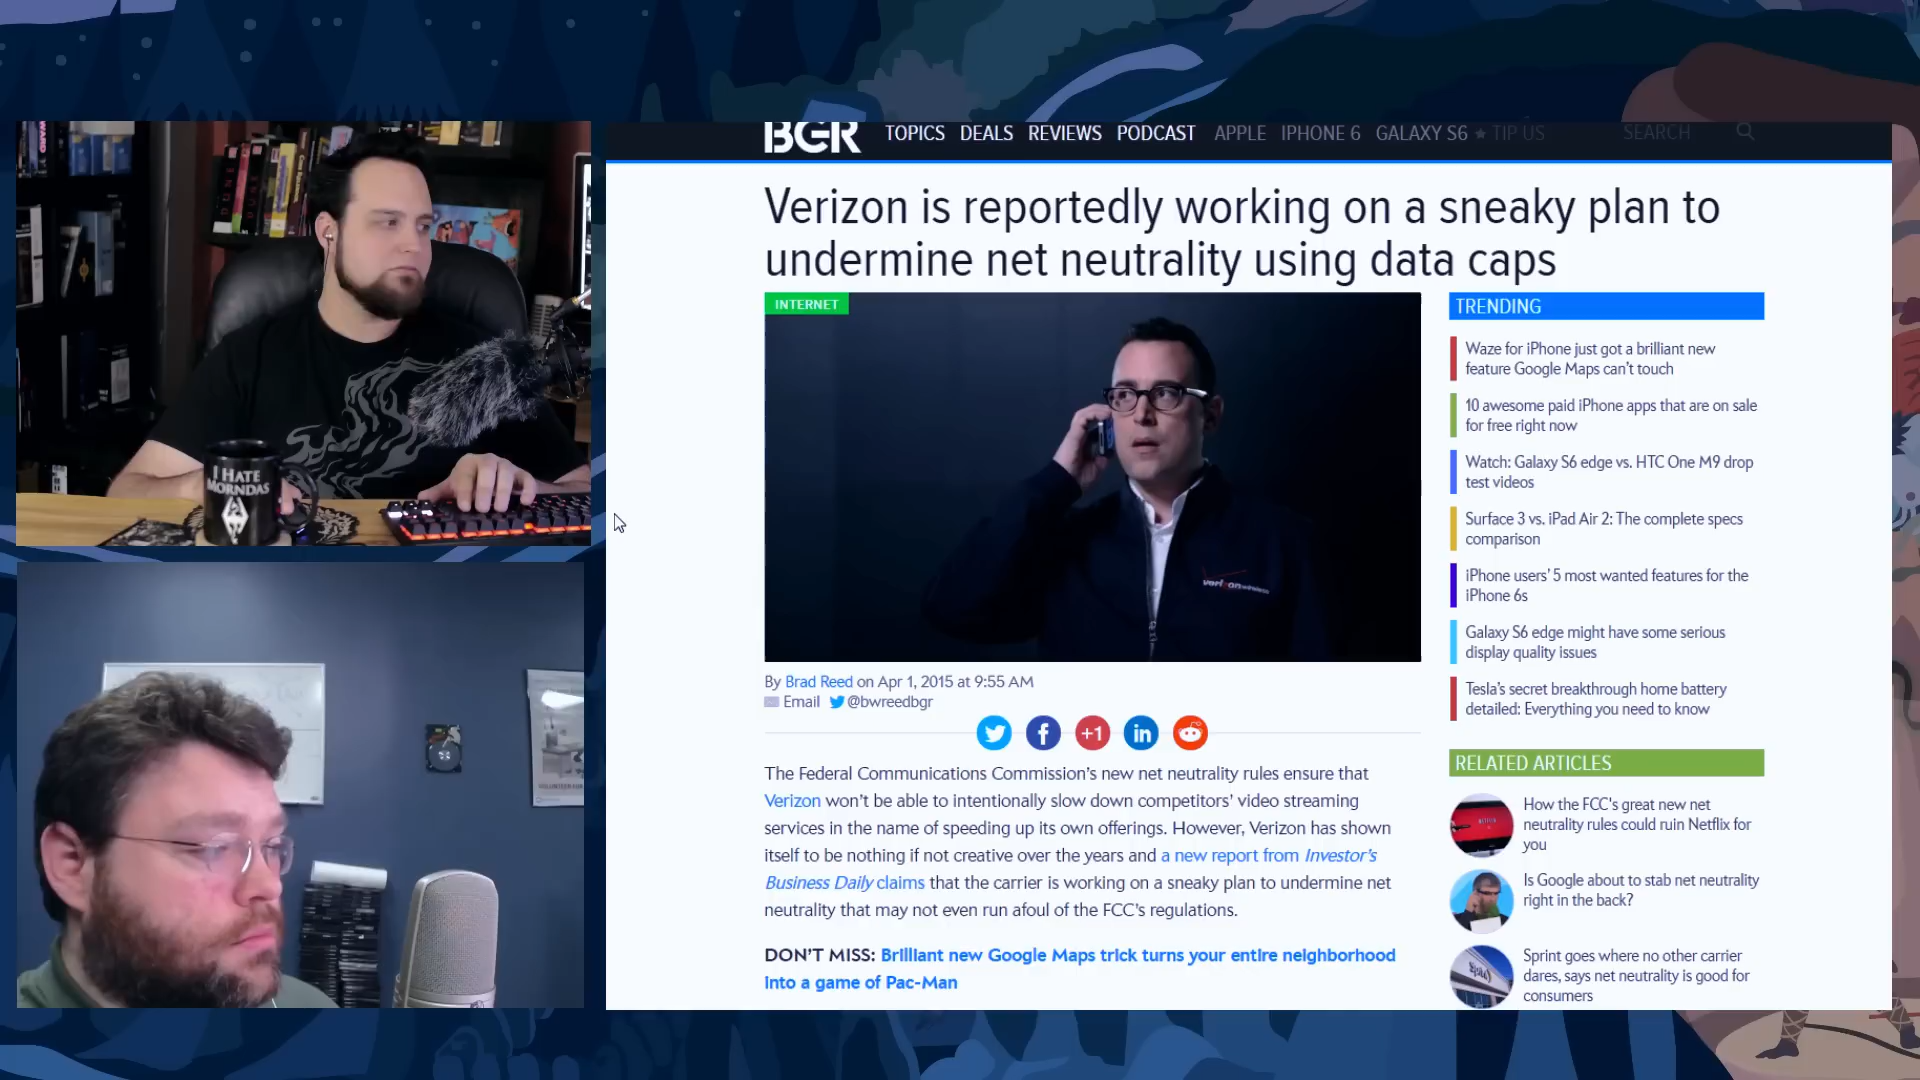 I HATE
MORNDAS
BGR TOPICS DEALS REVIEWS PODCAST APPLE IPHONE 6 GALAXY S6 ★ TIP US SEARCH
Verizon is reportedly working on a sneaky plan to
undermine net neutrality using data caps
INTERNET
verizonwireless
By Brad Reed on Apr 1, 2015 at 9:55 AM
Email @bwreedbgr
+1 in
The Federal Communications Commission's new net neutrality rules ensure that
Verizon won't be able to intentionally slow down competitors' video streaming
services in the name of speeding up its own offerings. However, Verizon has shown
itself to be nothing if not creative over the years and a new report from Investor's
Business Daily claims that the carrier is working on a sneaky plan to undermine net
neutrality that may not even run afoul of the FCC's regulations.
DON'T MISS: Brilliant new Google Maps trick turns your entire neighborhood
into a game of Pac-Man
TRENDING
Waze for iPhone just got a brilliant new
feature Google Maps can't touch
10 awesome paid iPhone apps that are on sale
for free right now
Watch: Galaxy S6 edge vs. HTC One M9 drop
test videos
Surface 3 vs. iPad Air 2: The complete specs
comparison
iPhone users' 5 most wanted features for the
iPhone 6s
Galaxy S6 edge might have some serious
display quality issues
Tesla's secret breakthrough home battery
detailed: Everything you need to know
RELATED ARTICLES
How the FCC's great new net
neutrality rules could ruin Netflix for
you
Is Google about to stab net neutrality
right in the back?
Sprint goes where no other carrier
dares, says net neutrality is good for
consumers